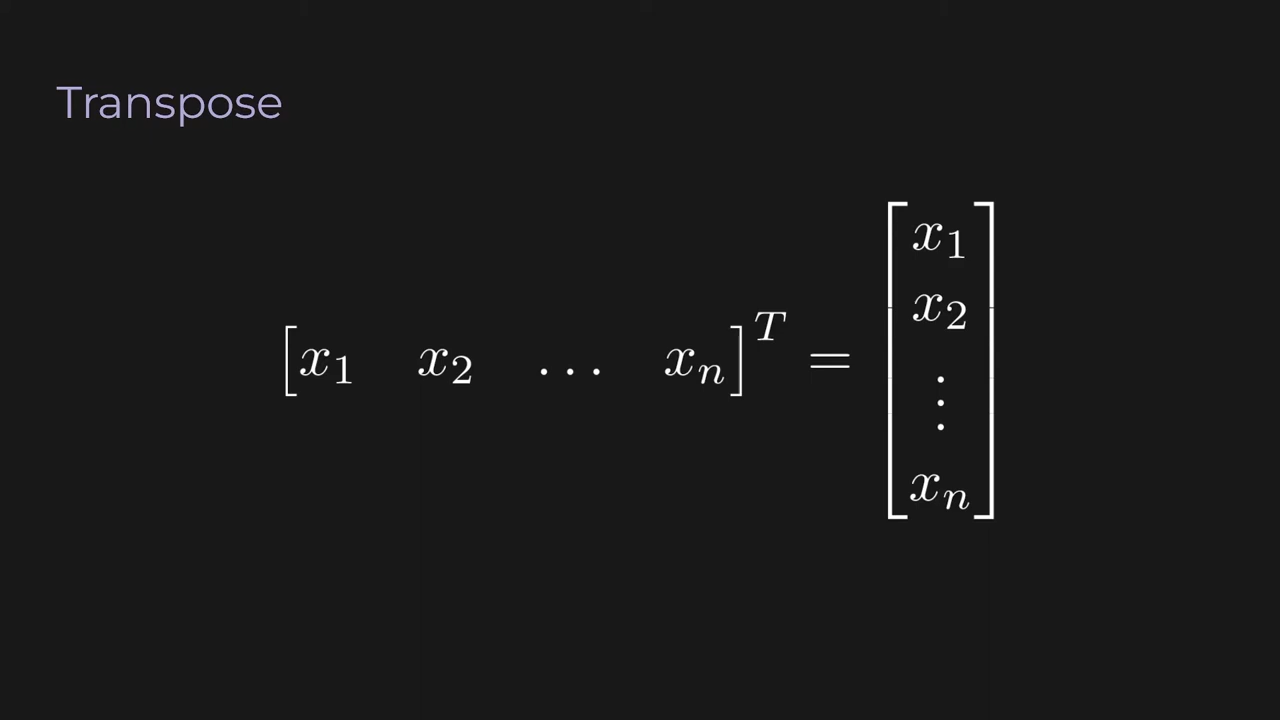 Transpose
[x₁ x₂ … xₙ]ᵀ = [x₁
x₂
⋮
xₙ]